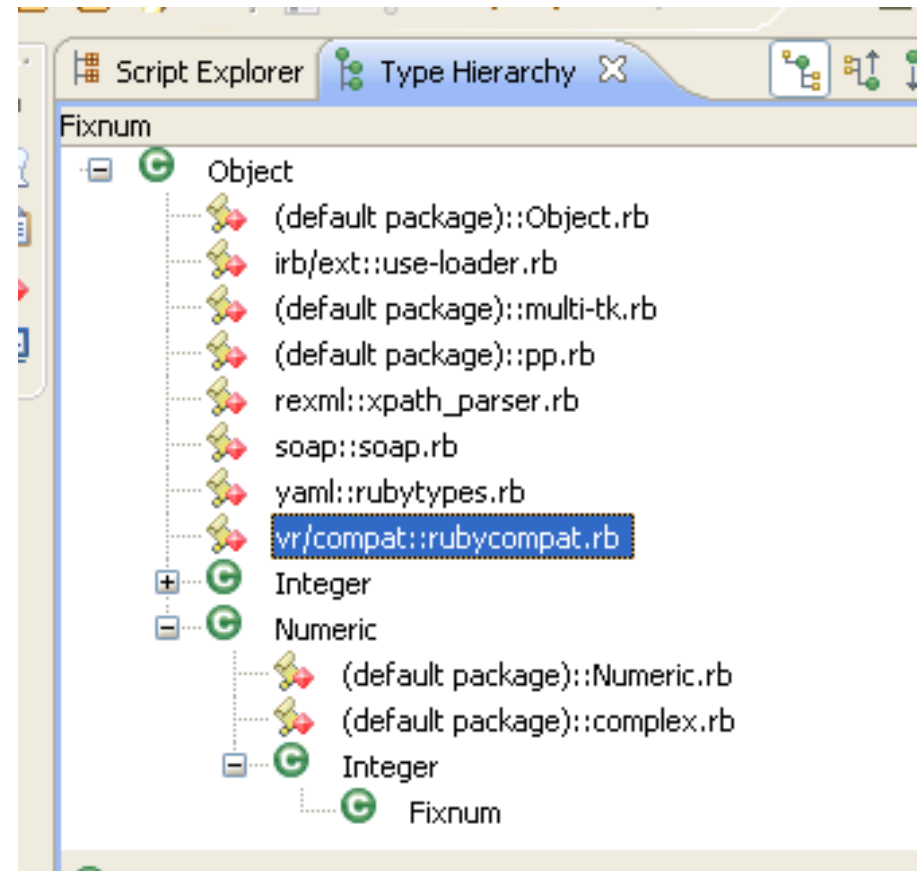 Script Explorer Type Hierarchy
Fixnum
Object
(default package)::Object.rb
irb/ext::use-loader.rb
(default package)::multi-tk.rb
(default package)::pp.rb
rexml::xpath_parser.rb
soap::soap.rb
yaml::rubytypes.rb
vr/compat::rubycompat.rb
Integer
Numeric
(default package)::Numeric.rb
(default package)::complex.rb
Integer
Fixnum